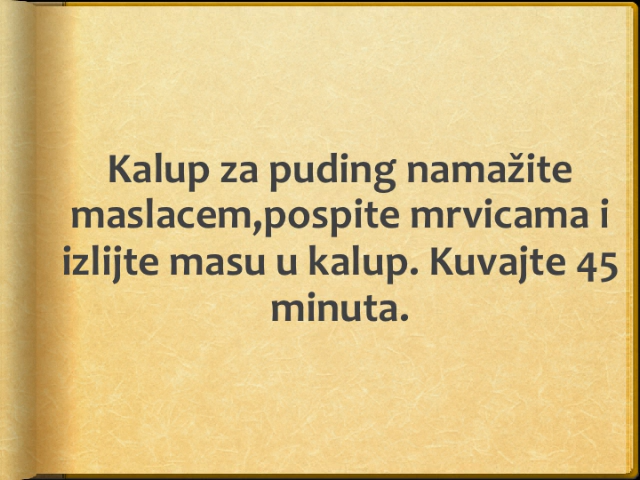 Kalup za puding namažite
maslacem,pospite mrvicama i
izlijte masu u kalup. Kuvajte 45
minuta.